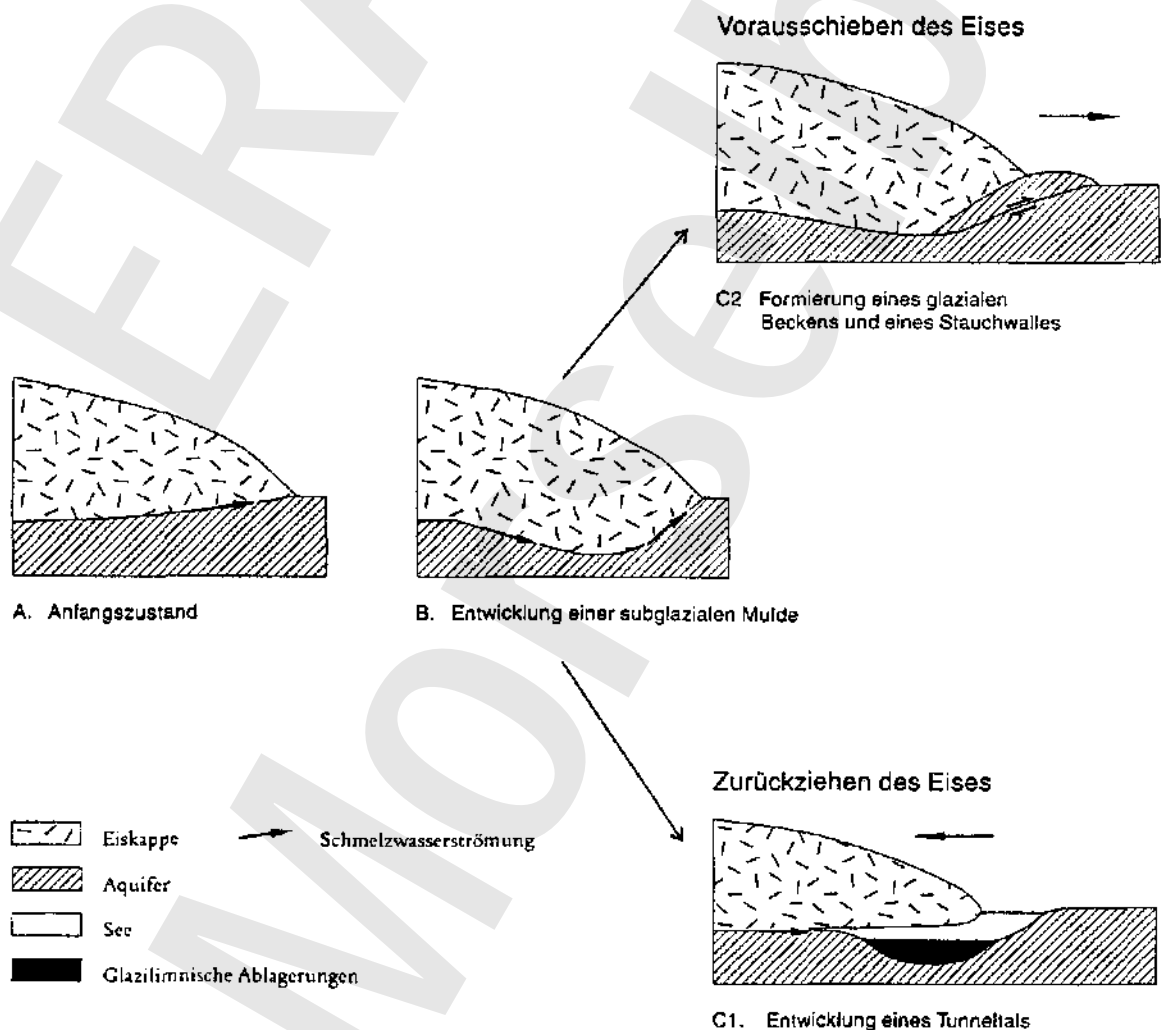 Vorausschieben des Eises
C2 Formierung eines glazialen
Beckens und eines Stauchwalles
A. Anfangszustand
B. Entwicklung einer subglazialen Mulde
Zurückziehen des Eises
Eiskappe
Schmelzwasserströmung
Aquifer
See
Glazilimnische Ablagerungen
C1. Entwicklung eines Tunneltals